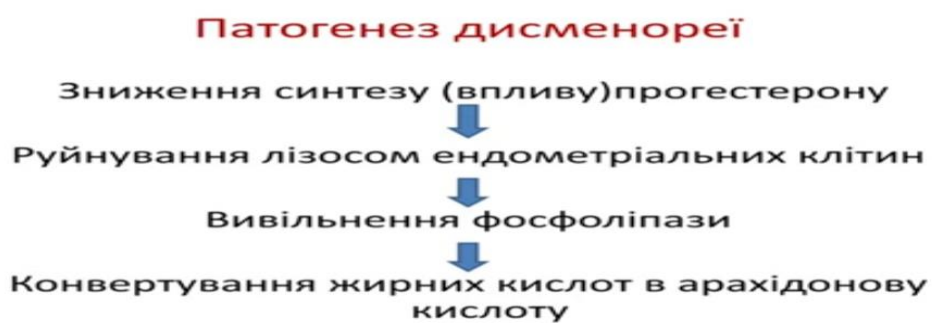 Патогенез дисменореї
Зниження синтезу (впливу)прогестерону
Руйнування лізосом ендометріальних клітин
Вивільнення фосфоліпази
Конвертування жирних кислот в арахідонову
кислоту